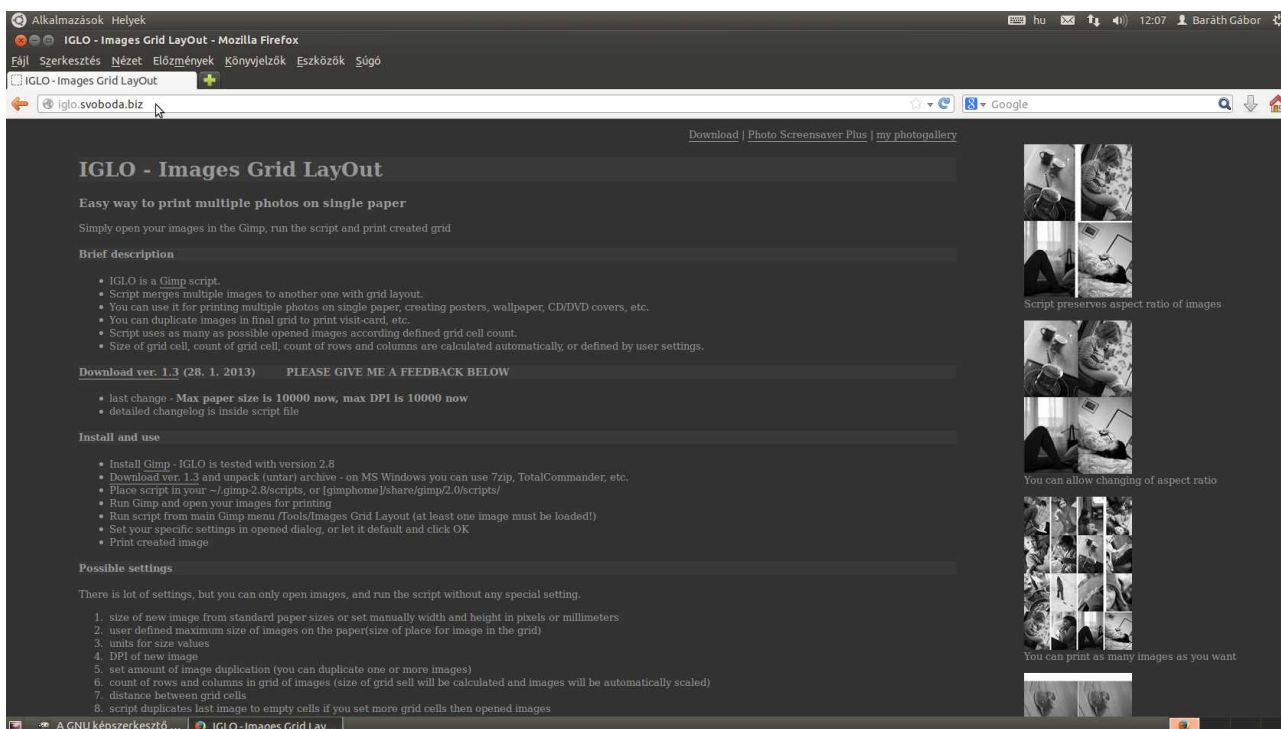 Alkalmazások Helyek
hu 12:07 Baráth Gábor
IGLO - Images Grid LayOut - Mozilla Firefox
Fájl Szerkesztés Nézet Előzmények Könyvjelzők Eszközök Súgó
IGLO - Images Grid LayOut
iglo.svoboda.biz
Google
Download | Photo Screensaver Plus | my photogallery
IGLO - Images Grid LayOut
Easy way to print multiple photos on single paper
Simply open your images in the Gimp, run the script and print created grid
Brief description
• IGLO is a Gimp script.
• Script merges multiple images to another one with grid layout.
• You can use it for printing multiple photos on single paper, creating posters, wallpaper, CD/DVD covers, etc.
• You can duplicate images in final grid to print visit-card, etc.
• Script uses as many as possible opened images according defined grid cell count.
• Size of grid cell, count of grid cell, count of rows and columns are calculated automatically, or defined by user settings.
Download ver. 1.3 (28. 1. 2013) PLEASE GIVE ME A FEEDBACK BELOW
• last change - Max paper size is 10000 now, max DPI is 10000 now
• detailed changelog is inside script file
Install and use
• Install Gimp - IGLO is tested with version 2.8
• Download ver. 1.3 and unpack (untar) archive - on MS Windows you can use 7zip, TotalCommander, etc.
• Place script in your ~/.gimp-2.8/scripts, or [gimphome]/share/gimp/2.0/scripts/
• Run Gimp and open your images for printing
• Run script from main Gimp menu /Tools/Images Grid Layout (at least one image must be loaded!)
• Set your specific settings in opened dialog, or let it default and click OK
• Print created image
Possible settings
There is lot of settings, but you can only open images, and run the script without any special setting.
1. size of new image from standard paper sizes or set manually width and height in pixels or millimeters
2. user defined maximum size of images on the paper(size of place for image in the grid)
3. units for size values
4. DPI of new image
5. set amount of image duplication (you can duplicate one or more images)
6. count of rows and columns in grid of images (size of grid sell will be calculated and images will be automatically scaled)
7. distance between grid cells
8. script duplicates last image to empty cells if you set more grid cells then opened images
Script preserves aspect ratio of images
You can allow changing of aspect ratio
You can print as many images as you want
A GNU képszerkesztő ...
IGLO - Images Grid Lay...